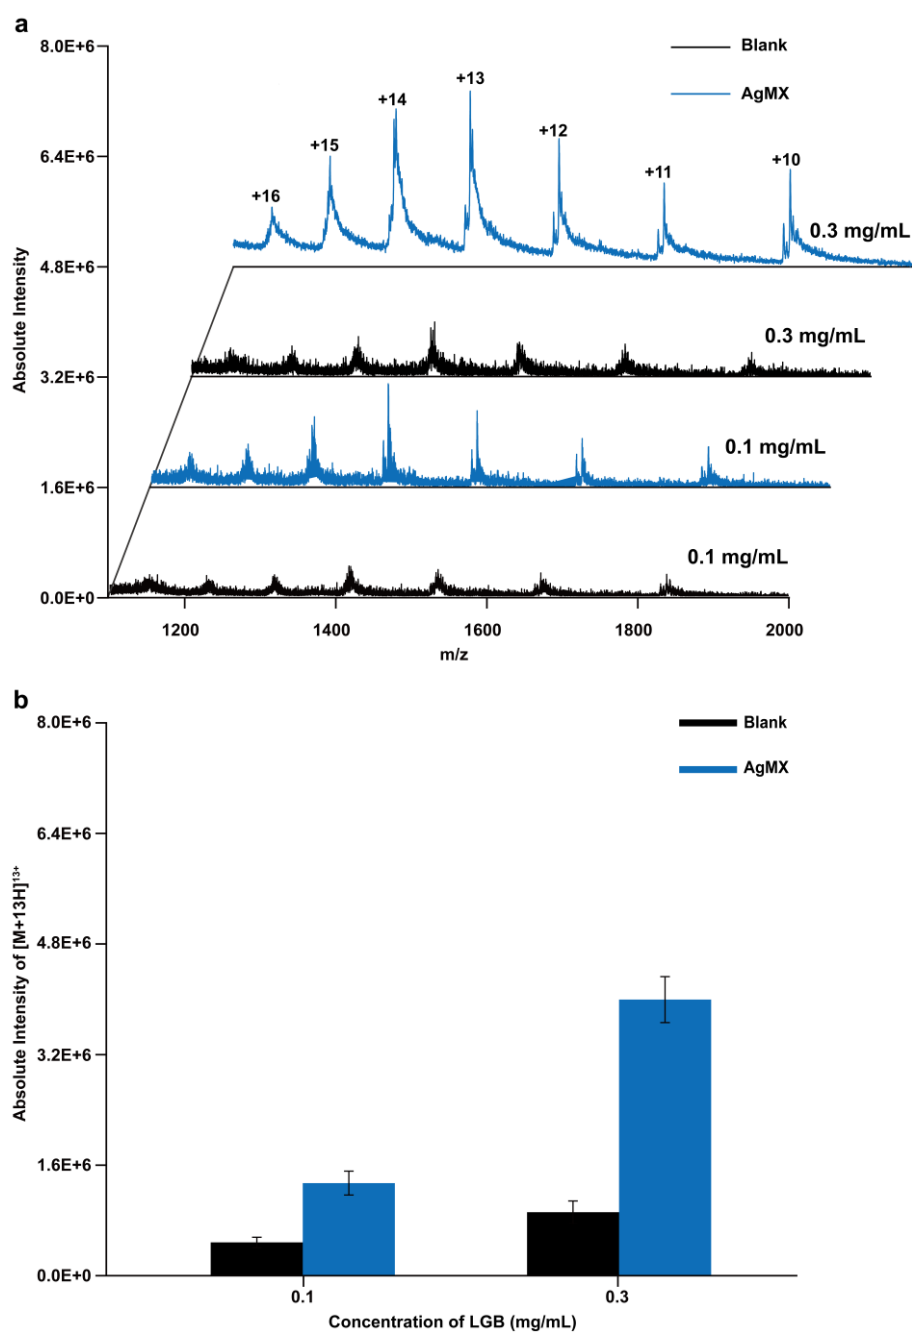 a
8.0E+6
6.4E+6
4.8E+6
3.2E+6
1.6E+6
0.0E+0
Absolute Intensity
Blank
AgMX
+16
+15
+14
+13
+12
+11
+10
0.3 mg/mL
0.3 mg/mL
0.1 mg/mL
0.1 mg/mL
1200
1400
1600
1800
2000
m/z
b
8.0E+6
6.4E+6
4.8E+6
3.2E+6
1.6E+6
0.0E+0
Absolute Intensity of [M+13H]¹³⁺
Blank
AgMX
0.1
0.3
Concentration of LGB (mg/mL)